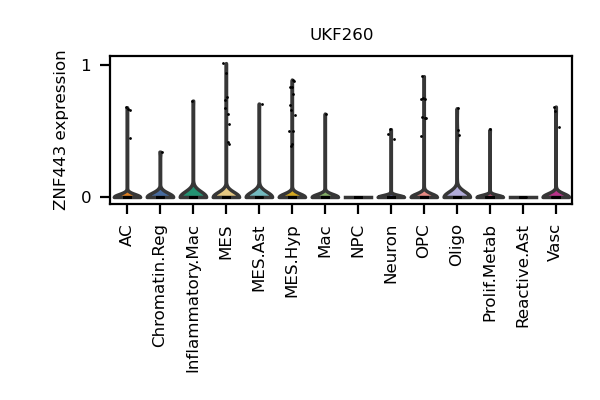 UKF260
ZNF443 expression
1
0
AC
Chromatin.Reg
Inflammatory.Mac
MES
MES.Ast
MES.Hyp
Mac
NPC
Neuron
OPC
Oligo
Prolif.Metab
Reactive.Ast
Vasc